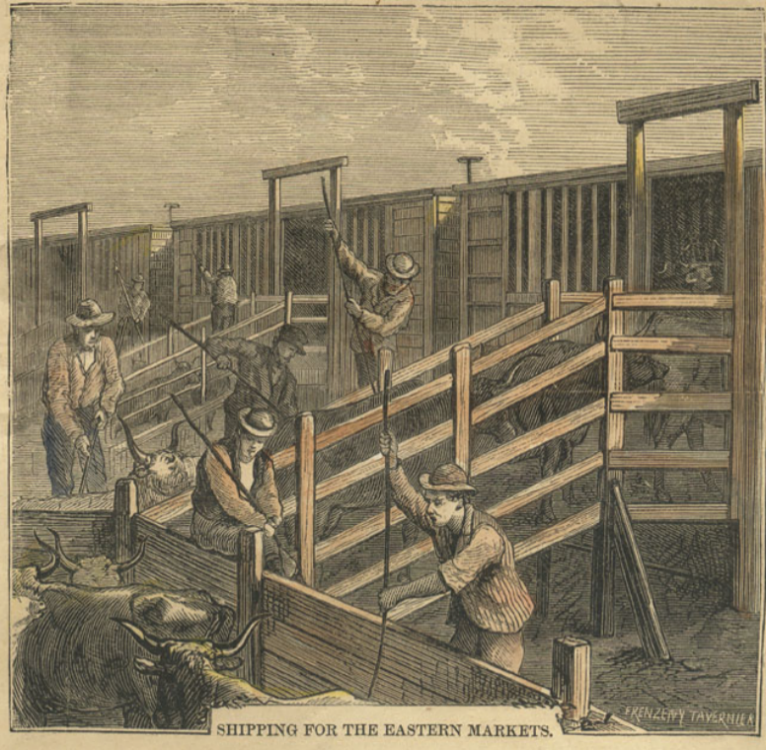 SHIPPING FOR THE EASTERN MARKETS.
FRENZENY TAVERNIER